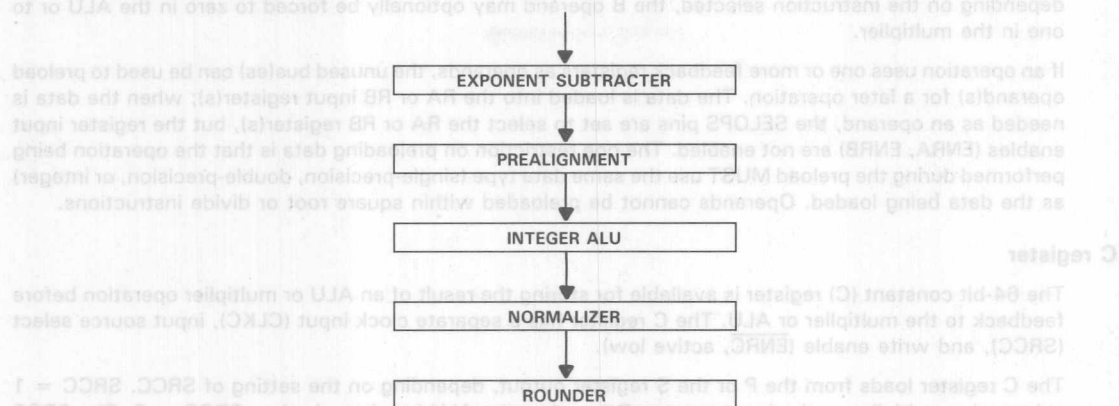 depending on the instruction selected, the B operand may optionally be forced to zero in the ALU or to
one in the multiplier.
If an operation uses one or more feedback registers as operands, the unused bus(es) can be used to preload
EXPONENT SUBTRACTER
operand(s) for a later operation. The data is loaded into the RA or RB input register(s); when the data is
needed as an operand, the SELOPS pins are set to select the RA or RB register(s), but the register input
PREALIGNMENT
enables (ENRA, ENRB) are not enabled. The one restriction on preloading data is that the operation being
performed during the preload MUST use the same data type (single-precision, double-precision, or integer)
as the data being loaded. Operands cannot be preloaded within square root or divide instructions.
INTEGER ALU
C register
The 64-bit constant (C) register is available for storing the result of an ALU or multiplier operation before
NORMALIZER
feedback to the multiplier or ALU. The C register has a separate clock input (CLKC), input source select
(SRCC), and write enable (ENRC, active low).
The C register loads from the P or the S register output, depending on the setting of SRCC. SRCC = 1
ROUNDER